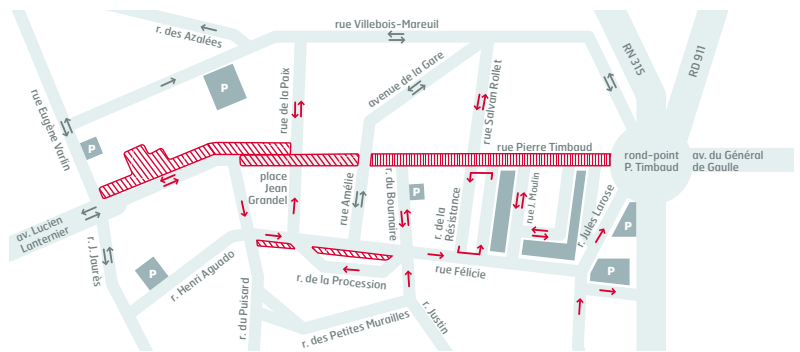 rue Villebois-Mareuil
r. des Azalées
RN 315
RD 911
avenue de la Gare
P
rue de la Paix
rue Salvan Rollet
rue Eugène Varlin
P
rue Pierre Timbaud
rond-point
P. Timbaud
av. du Général
de Gaulle
place
Jean
Grandel
rue Amélie
r. du Bournaire
P
r. de la
Résistance
rue J. Moulin
r. Jules Larose
P
av. Lucien
Lanternier
r. J. Jaurès
P
r. Henri Aguado
r. de la Procession
rue Félicie
P
r. du Puisard
r. des Petites Murailles
r. Justin